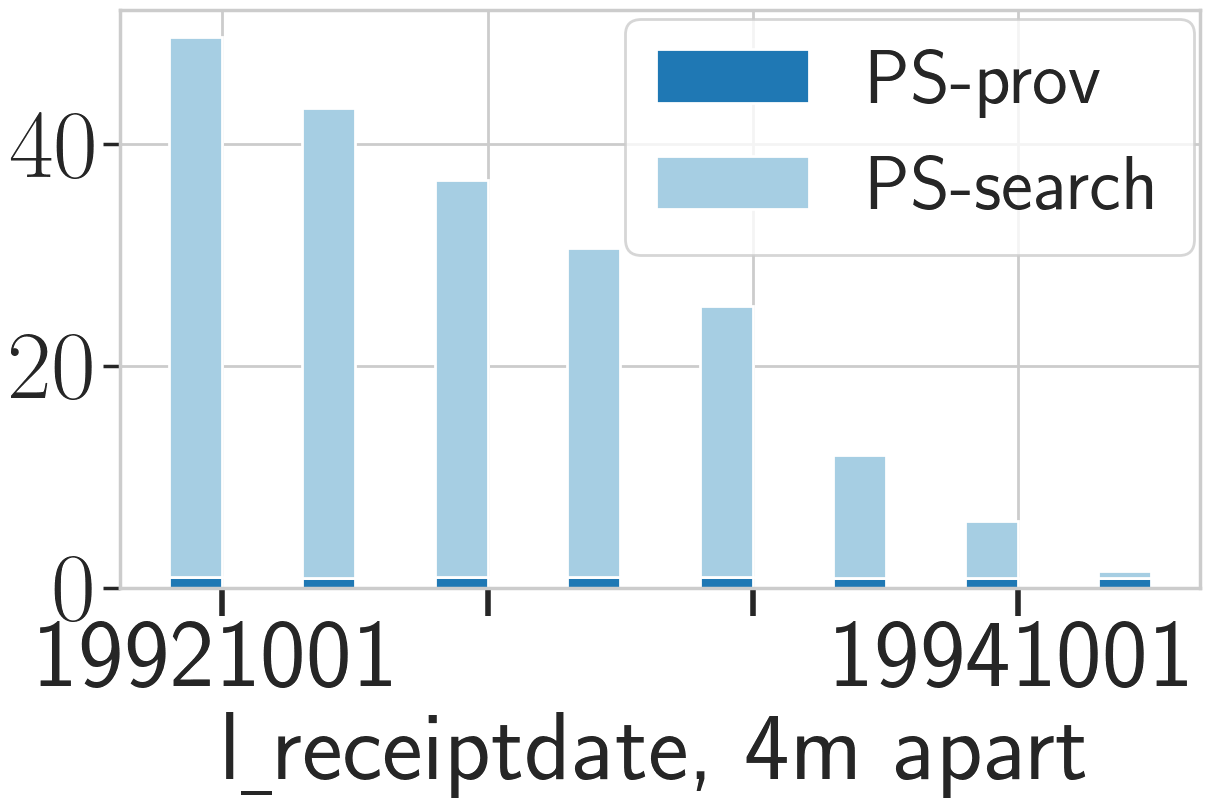 PS-prov
PS-search
40
20
0
19921001 19941001
l_receiptdate, 4m apart